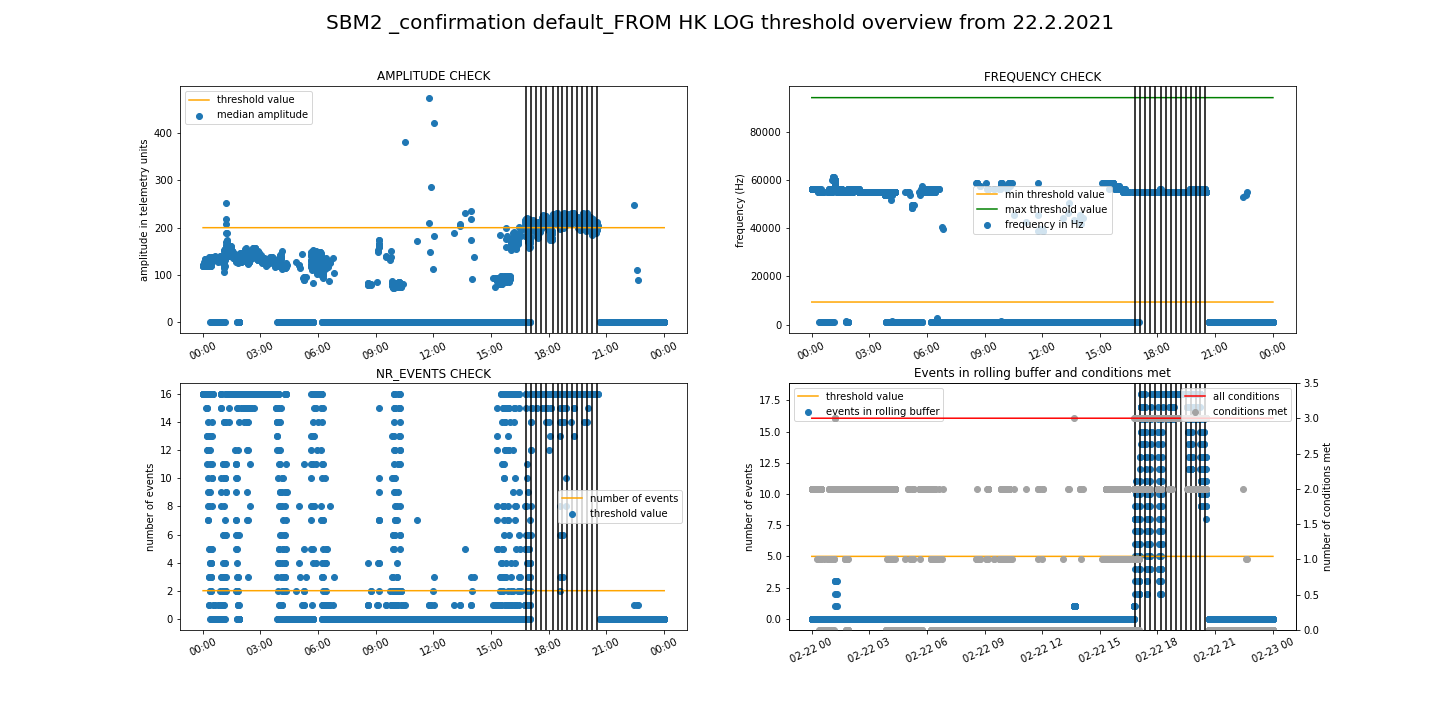 SBM2 _confirmation default_FROM HK LOG threshold overview from 22.2.2021
AMPLITUDE CHECK
threshold value
median amplitude
amplitude in telemetry units
400
300
200
100
0
00:00 03:00 06:00 09:00 12:00 15:00 18:00 21:00 00:00
FREQUENCY CHECK
min threshold value
max threshold value
frequency in Hz
frequency (Hz)
80000
60000
40000
20000
0
00:00 03:00 06:00 09:00 12:00 15:00 18:00 21:00 00:00
NR_EVENTS CHECK
number of events
threshold value
number of events
16
14
12
10
8
6
4
2
0
00:00 03:00 06:00 09:00 12:00 15:00 18:00 21:00 00:00
Events in rolling buffer and conditions met
threshold value
events in rolling buffer
all conditions
conditions met
number of events
17.5
15.0
12.5
10.0
7.5
5.0
2.5
0.0
3.5
3.0
2.5
2.0
1.5
1.0
0.5
0.0
number of conditions met
02-22 00 02-22 03 02-22 06 02-22 09 02-22 12 02-22 15 02-22 18 02-22 21 02-23 00